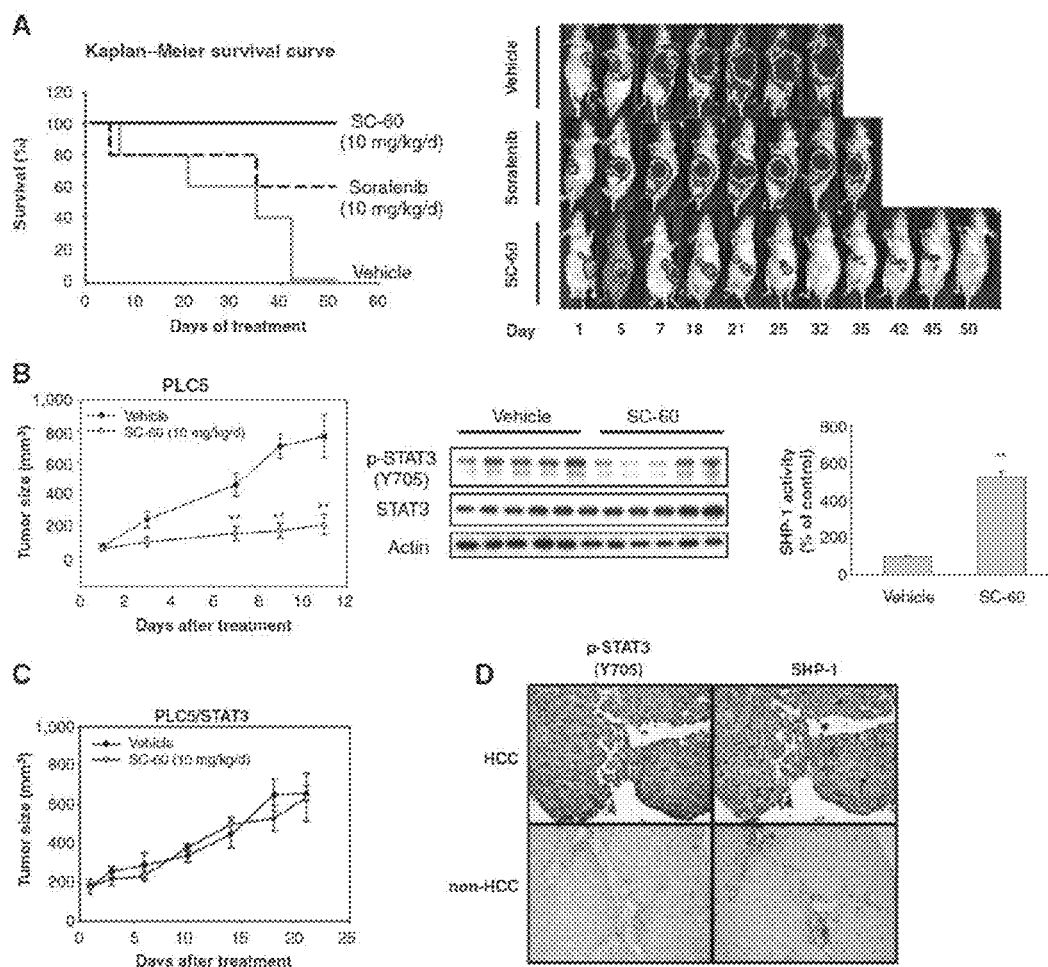 A
Kaplan–Meier survival curve
Survival (%)
120
100
80
60
40
20
0
0 10 20 30 40 50 60
Days of treatment
SC-60
(10 mg/kg/d)
Soralenib
(10 mg/kg/d)
Vehicle
Vehicle
Soralenib
SC-60
Day 1 5 7 18 21 25 32 35 42 45 50
B
PLC5
Tumor size (mm³)
1,000
800
600
400
200
0
Vehicle
SC-60 (10 mg/kg/d)
0 2 4 6 8 10 12
Days after treatment
Vehicle SC-60
p-STAT3
(Y705)
STAT3
Actin
SHP-1 activity
(% of control)
800
600
400
200
0
**
Vehicle SC-60
C
PLC5/STAT3
Tumor size (mm³)
1,000
800
600
400
200
0
Vehicle
SC-60 (10 mg/kg/d)
0 5 10 15 20 25
Days after treatment
D
p-STAT3
(Y705)
SHP-1
HCC
non-HCC